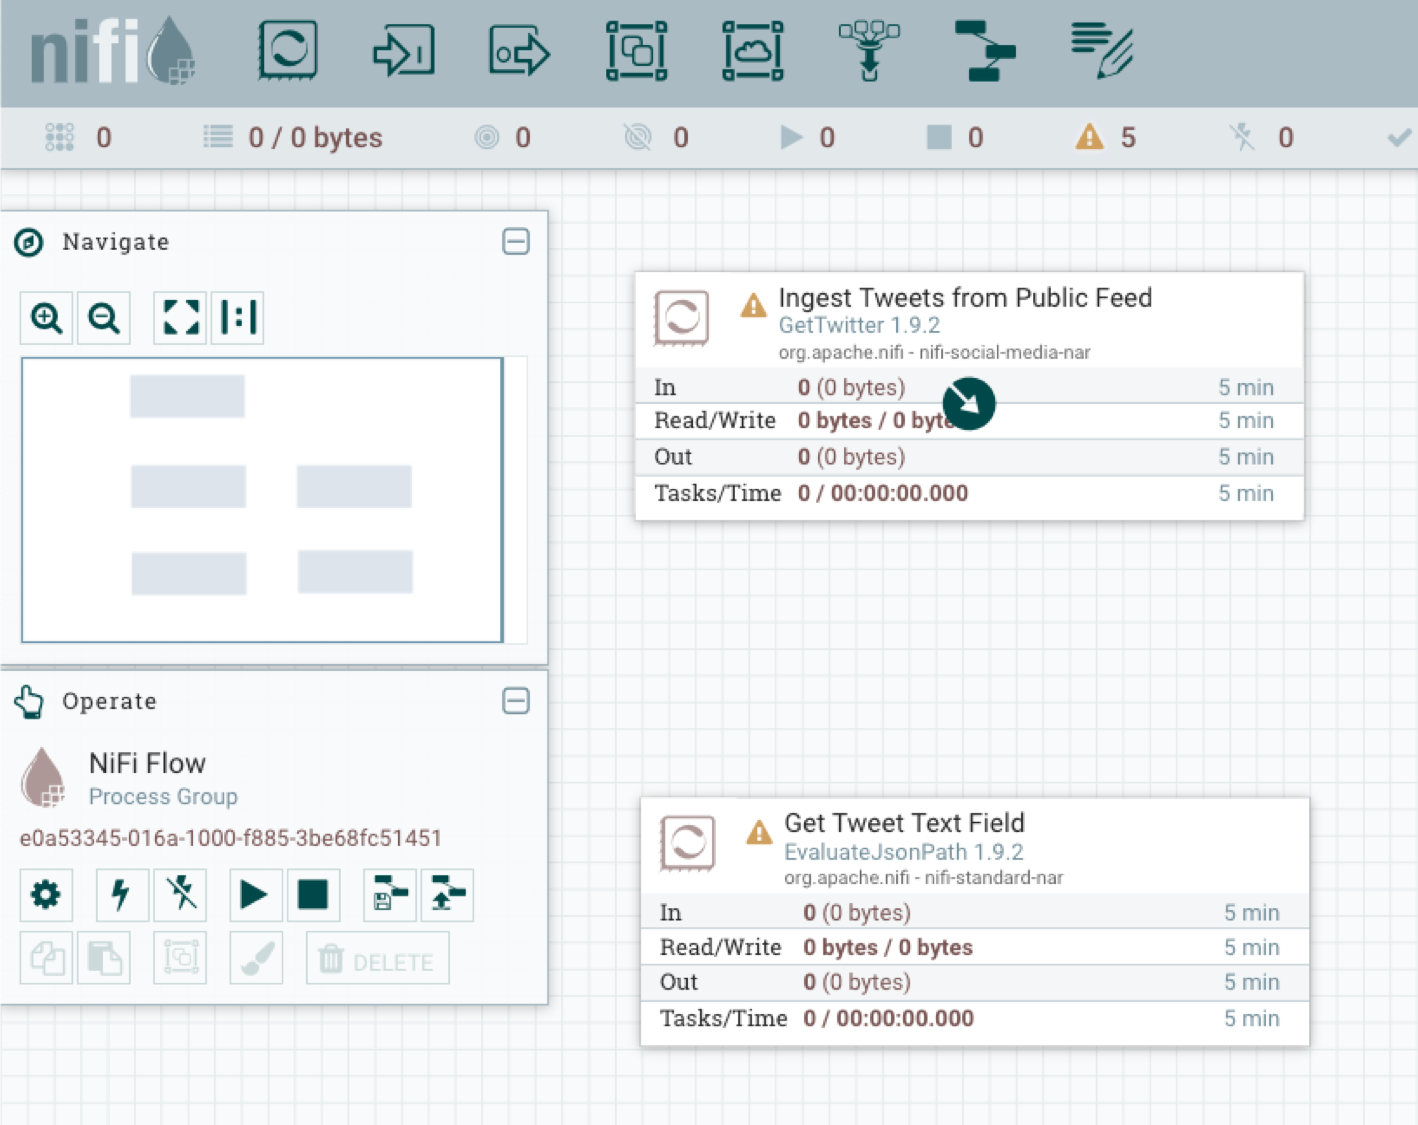 nifi
0 0 / 0 bytes 0 0 0 0 5 0
Navigate
Operate
NiFi Flow
Process Group
e0a53345-016a-1000-f885-3be68fc51451
DELETE
Ingest Tweets from Public Feed
GetTwitter 1.9.2
org.apache.nifi - nifi-social-media-nar
In 0 (0 bytes) 5 min
Read/Write 0 bytes / 0 byte 5 min
Out 0 (0 bytes) 5 min
Tasks/Time 0 / 00:00:00.000 5 min
Get Tweet Text Field
EvaluateJsonPath 1.9.2
org.apache.nifi - nifi-standard-nar
In 0 (0 bytes) 5 min
Read/Write 0 bytes / 0 bytes 5 min
Out 0 (0 bytes) 5 min
Tasks/Time 0 / 00:00:00.000 5 min